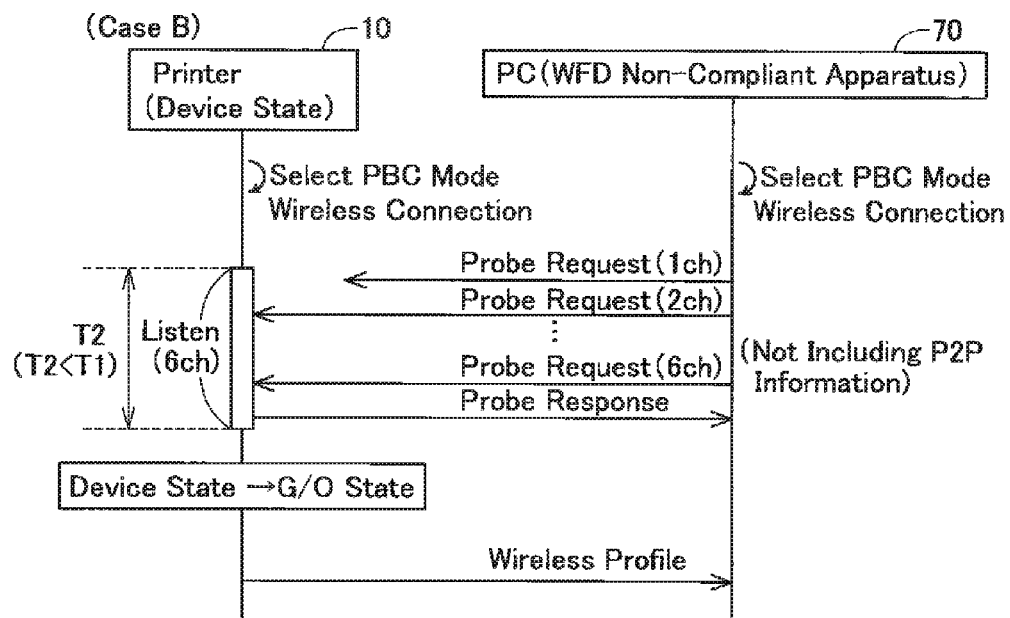 (Case B)
10
Printer
(Device State)
70
PC(WFD Non-Compliant Apparatus)
Select PBC Mode
Wireless Connection
Select PBC Mode
Wireless Connection
Probe Request(1ch)
Probe Request(2ch)
T2
(T2<T1)
Listen
(6ch)
⋮
(Not Including P2P
Information)
Probe Request(6ch)
Probe Response
Device State →G/O State
Wireless Profile